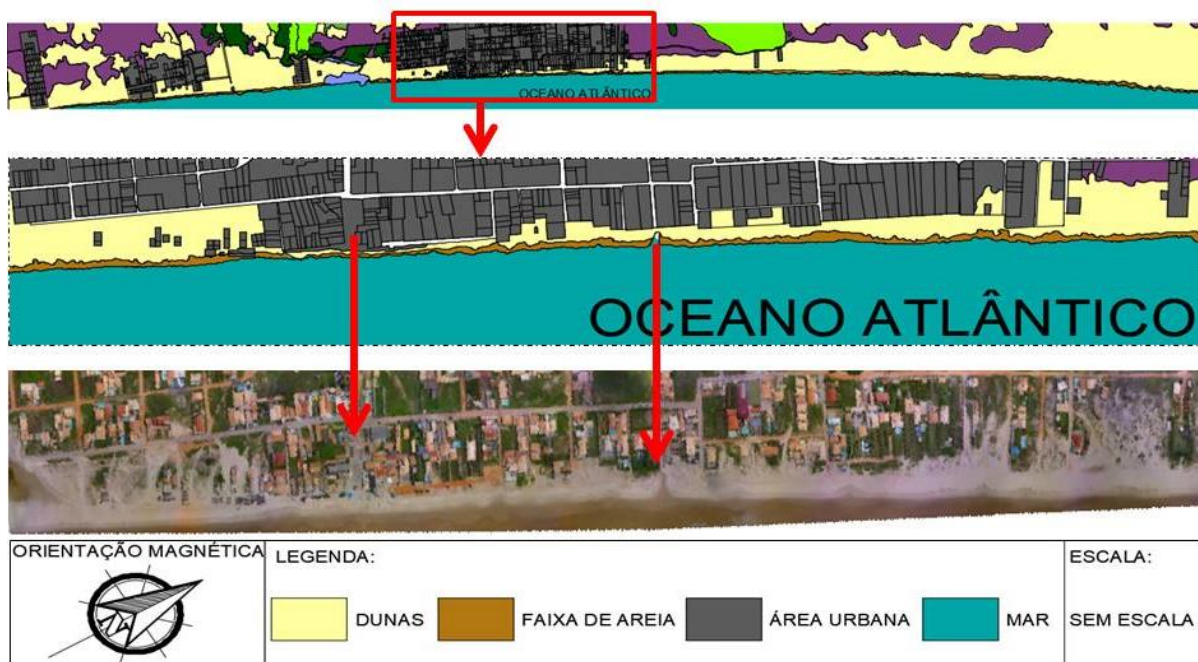 OCEANO ATLÂNTICO
OCEANO ATLÂNTICO
ORIENTAÇÃO MAGNÉTICA
LEGENDA:
DUNAS
FAIXA DE AREIA
ÁREA URBANA
MAR
ESCALA:
SEM ESCALA